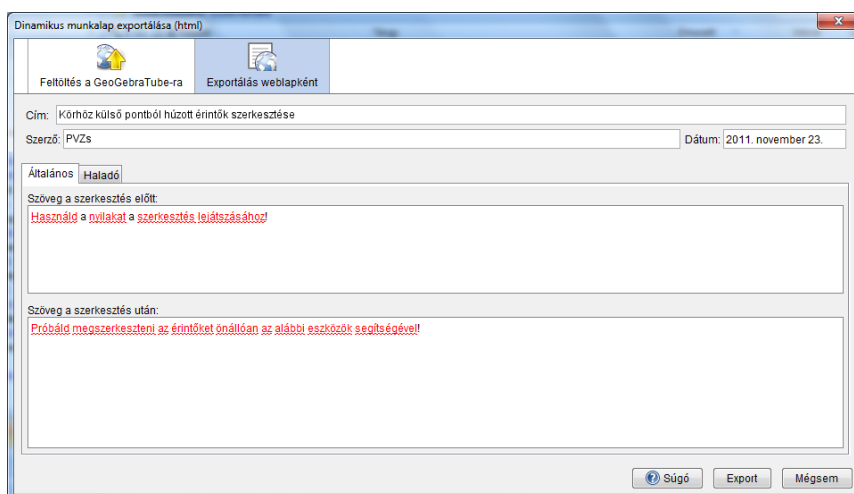 Dinamikus munkalap exportálása (html)
Feltöltés a GeoGebraTube-ra
Exportálás weblapként
Cím: Körhöz külső pontból húzott érintők szerkesztése
Szerző: PVZs
Dátum: 2011. november 23.
Általános
Haladó
Szöveg a szerkesztés előtt:
Használd a nyilakat a szerkesztés lejátszásához!
Szöveg a szerkesztés után:
Próbáld megszerkeszteni az érintőket önállóan az alábbi eszközök segítségével!
Súgó
Export
Mégsem